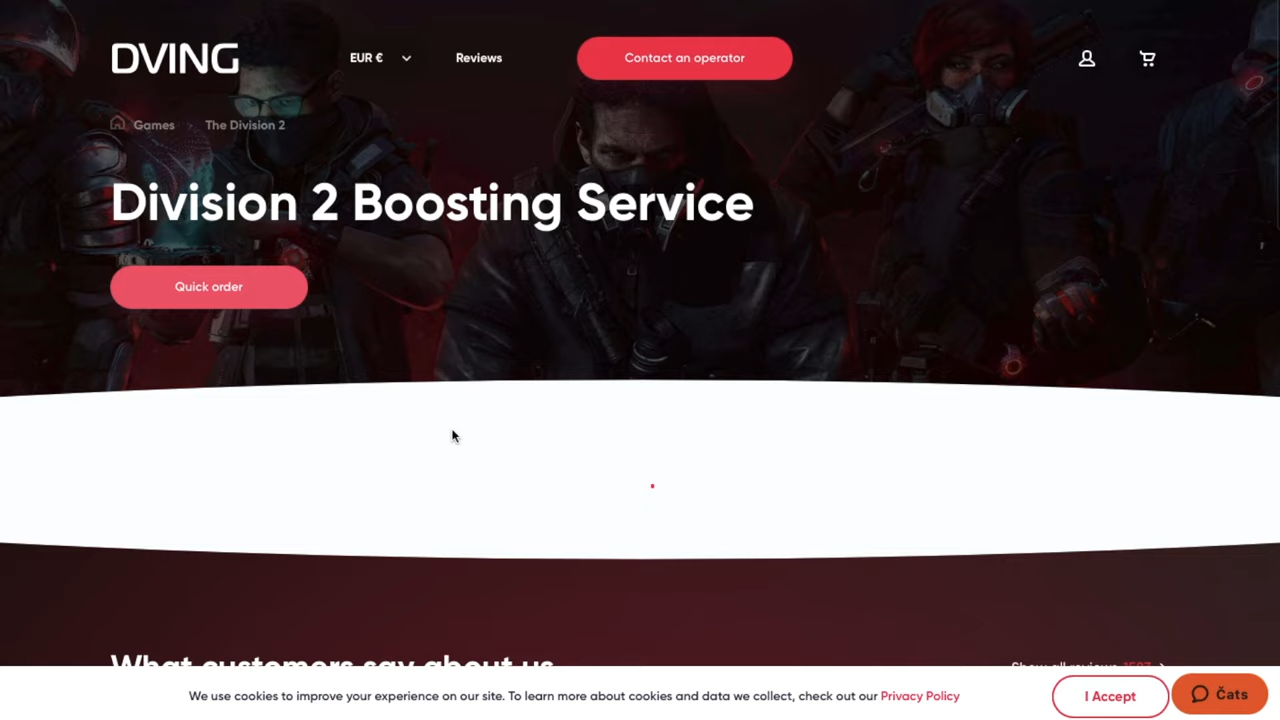 DVING
EUR €
Reviews
Contact an operator
Games
The Division 2
Division 2 Boosting Service
Quick order
What customers say about us
Show all reviews 1597
We use cookies to improve your experience on our site. To learn more about cookies and data we collect, check out our Privacy Policy
I Accept
Čats